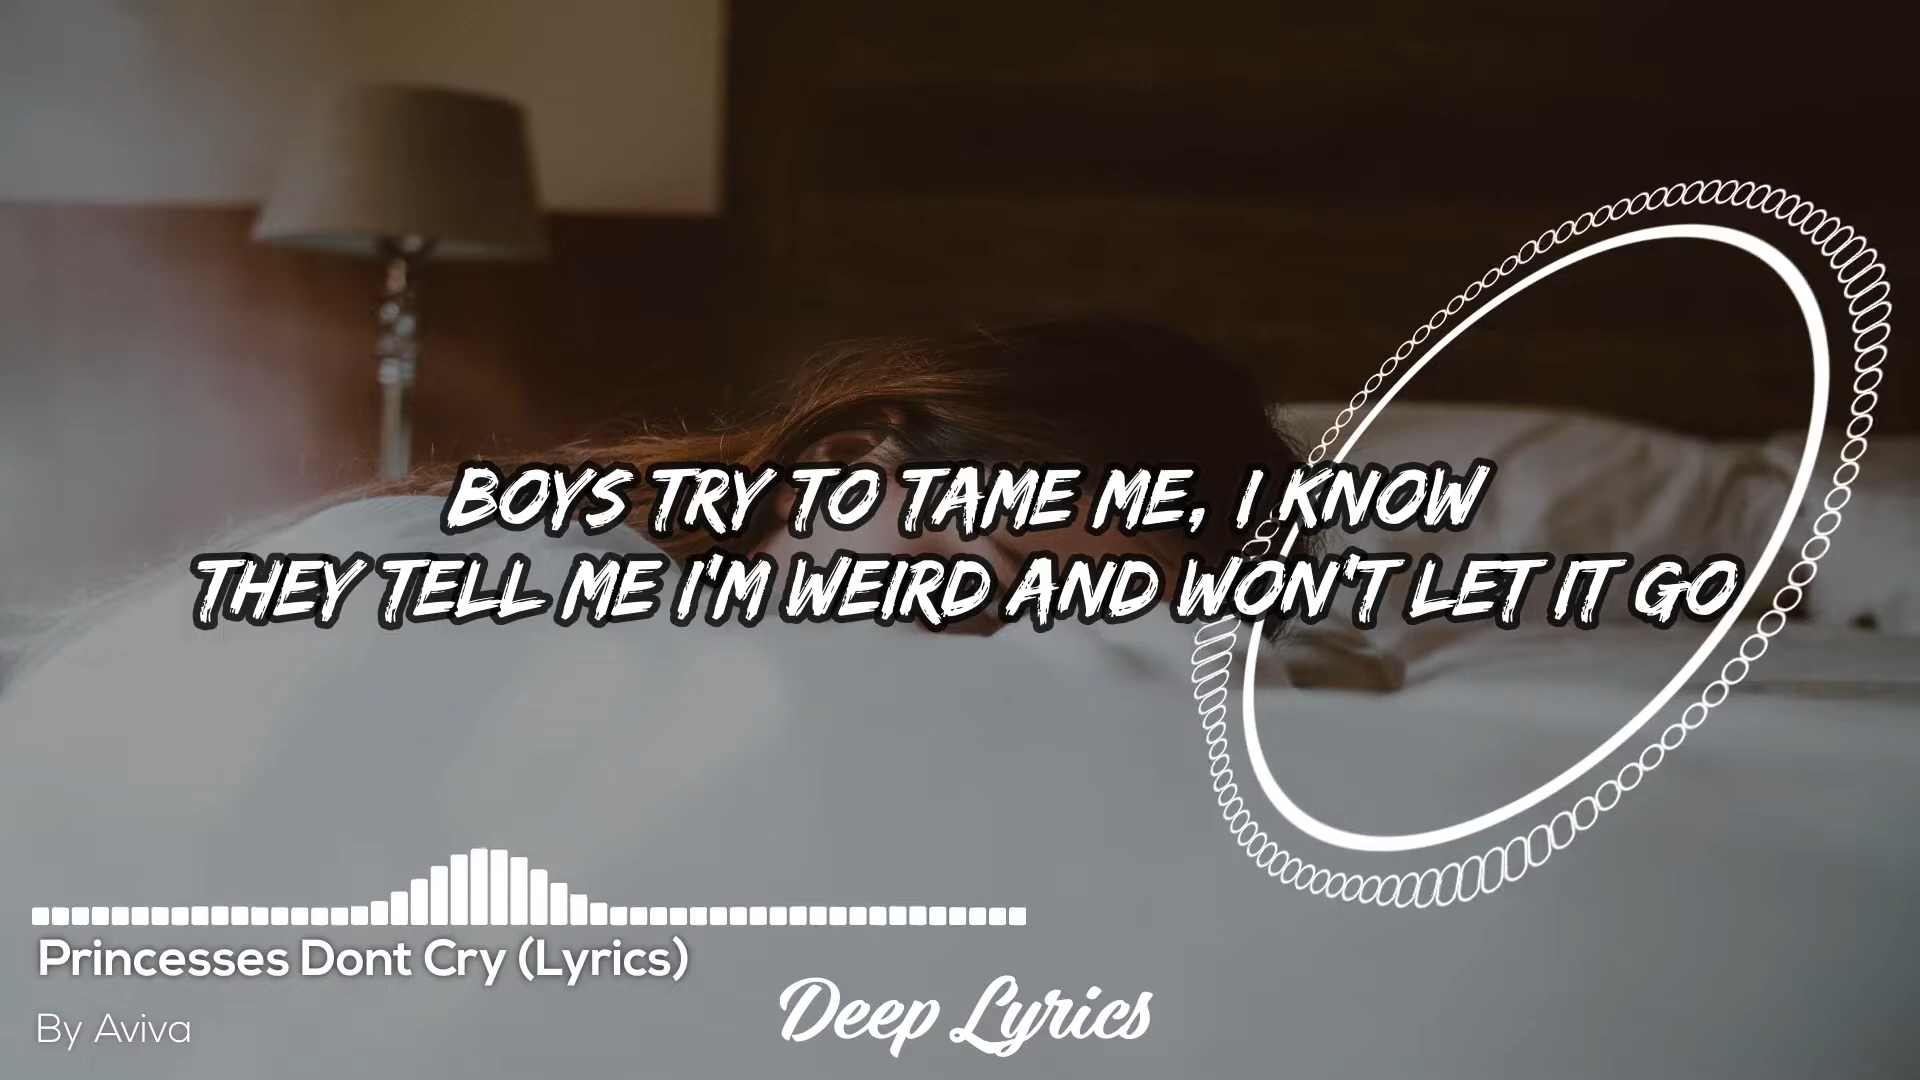 BOYS TRY TO TAME ME, I KNOW
THEY TELL ME I'M WEIRD AND WON'T LET IT GO
Princesses Dont Cry (Lyrics)
By Aviva
Deep Lyrics